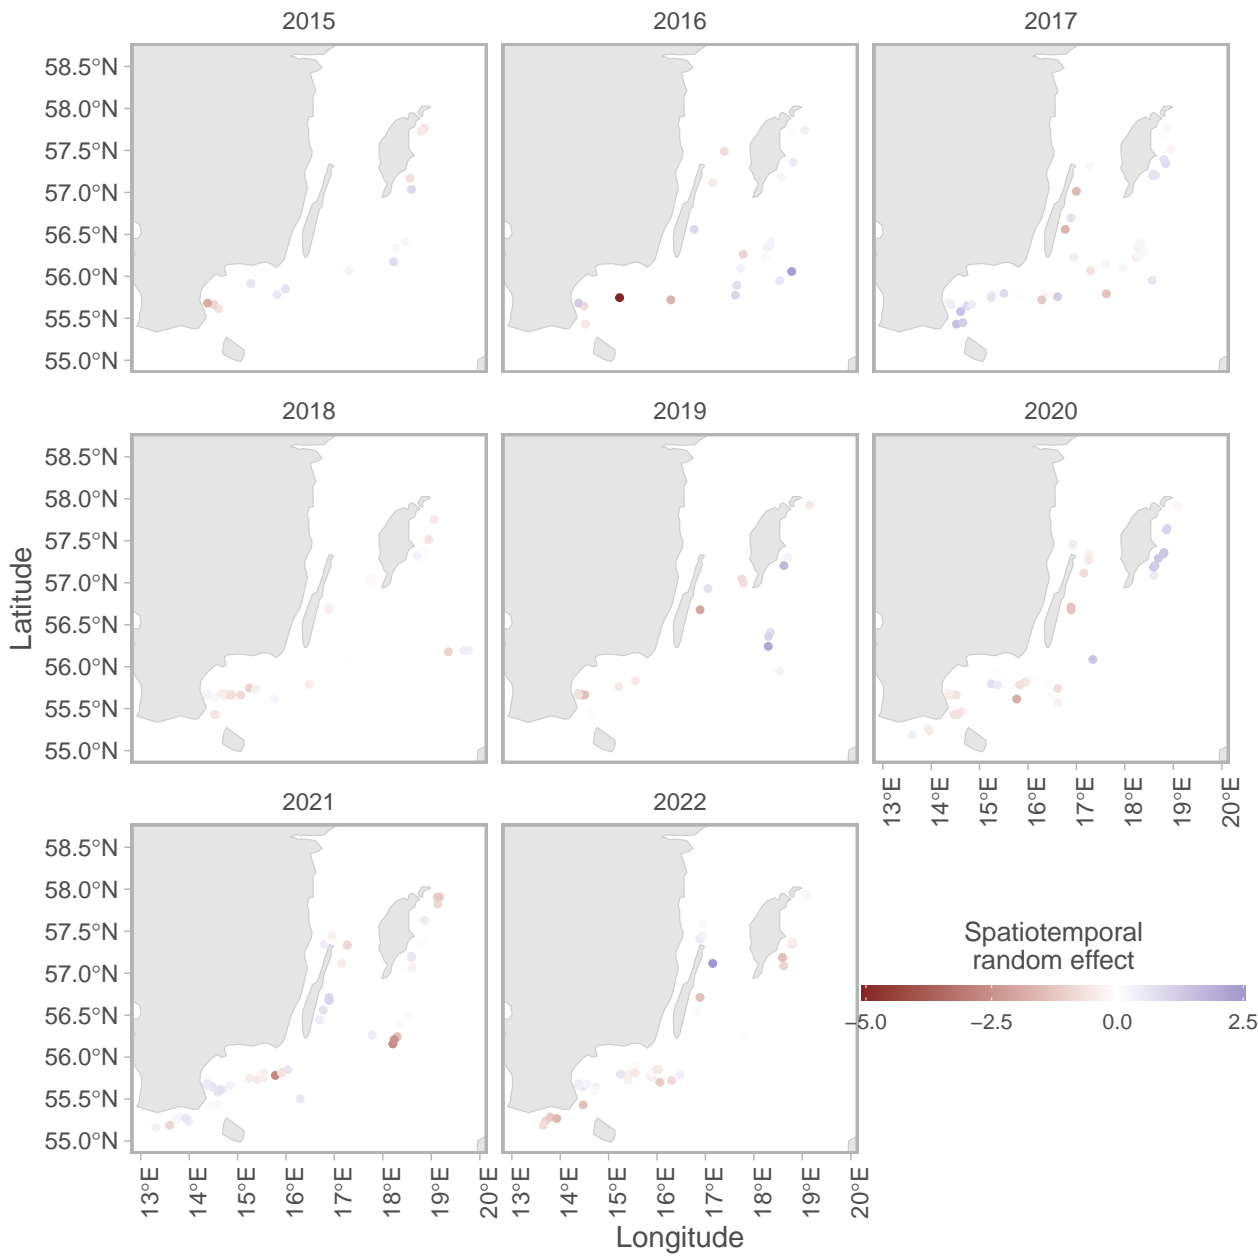 2015 2016 2017
58.5°N
58.0°N
57.5°N
57.0°N
56.5°N
56.0°N
55.5°N
55.0°N
2018 2019 2020
58.5°N
58.0°N
57.5°N
57.0°N
56.5°N
56.0°N
55.5°N
55.0°N
Latitude
13°E 14°E 15°E 16°E 17°E 18°E 19°E 20°E
2021 2022
58.5°N
58.0°N
57.5°N
57.0°N
56.5°N
56.0°N
55.5°N
55.0°N
Spatiotemporal
random effect
−5.0 −2.5 0.0 2.5
13°E 14°E 15°E 16°E 17°E 18°E 19°E 20°E 13°E 14°E 15°E 16°E 17°E 18°E 19°E 20°E
Longitude